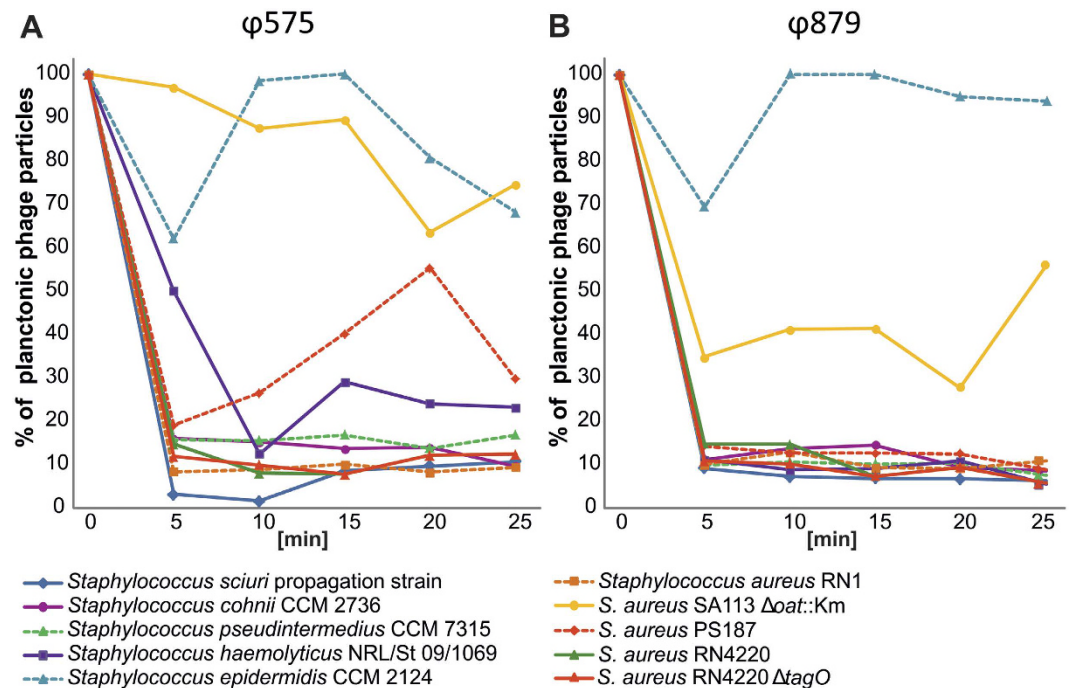 A φ575 B φ879
% of planctonic phage particles
100
90
80
70
60
50
40
30
20
10
0
0 5 10 15 20 25
[min]
% of planctonic phage particles
100
90
80
70
60
50
40
30
20
10
0
0 5 10 15 20 25
[min]
Staphylococcus sciuri propagation strain
Staphylococcus cohnii CCM 2736
Staphylococcus pseudintermedius CCM 7315
Staphylococcus haemolyticus NRL/St 09/1069
Staphylococcus epidermidis CCM 2124
Staphylococcus aureus RN1
S. aureus SA113 Δoat::Km
S. aureus PS187
S. aureus RN4220
S. aureus RN4220 ΔtagO